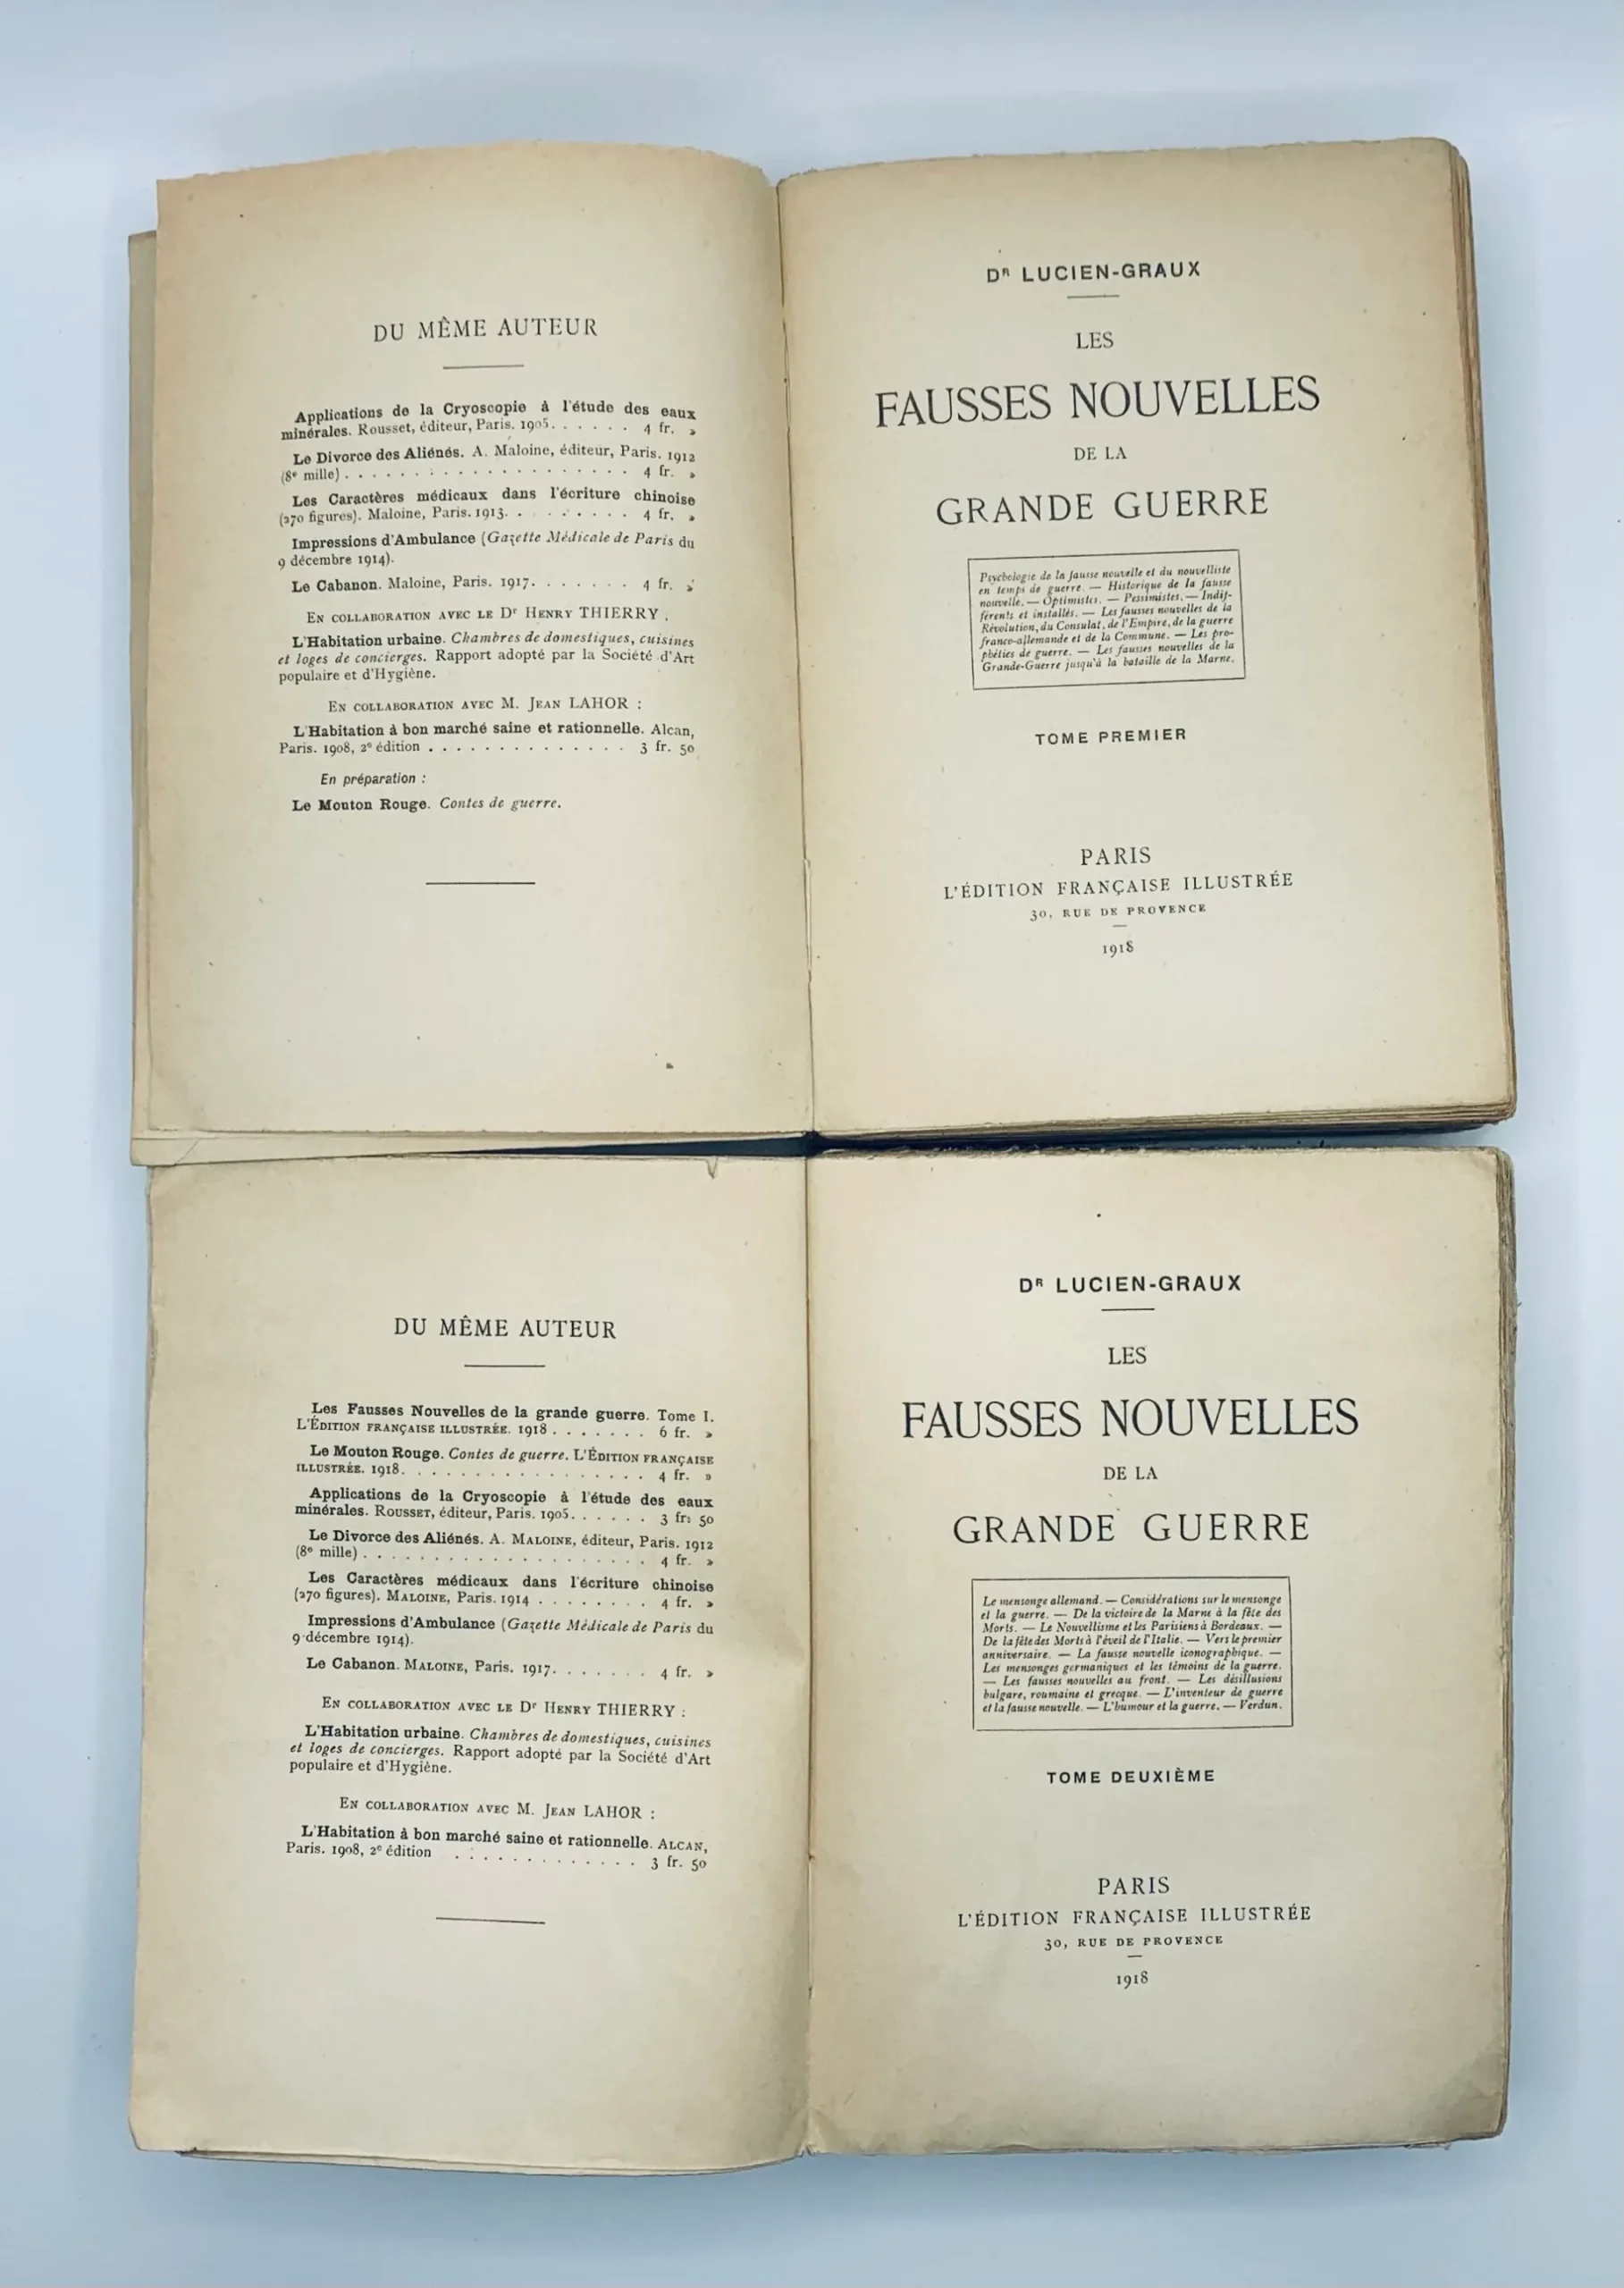 DU MÊME AUTEUR
Applications de la Cryoscopie à l'étude des eaux
minérales. Rousset, éditeur, Paris. 1905. . . . . . 4 fr. »
Le Divorce des Aliénés. A. Maloine, éditeur, Paris. 1912
(8e mille) . . . . . . . . . . . . . . . . . . . . 4 fr. »
Les Caractères médicaux dans l'écriture chinoise
(270 figures). Maloine, Paris. 1913. . . . . . . . 4 fr. »
Impressions d'Ambulance (Gazette Médicale de Paris du
9 décembre 1914).
Le Cabanon. Maloine, Paris. 1917. . . . . . . 4 fr. »
EN COLLABORATION AVEC LE Dr HENRY THIERRY :
L'Habitation urbaine. Chambres de domestiques, cuisines
et loges de concierges. Rapport adopté par la Société d'Art
populaire et d'Hygiène.
EN COLLABORATION AVEC M. JEAN LAHOR :
L'Habitation à bon marché saine et rationnelle. Alcan,
Paris. 1908, 2e édition . . . . . . . . . . . . . . 3 fr. 50
En préparation :
Le Mouton Rouge. Contes de guerre.
DR LUCIEN-GRAUX
LES
FAUSSES NOUVELLES
DE LA
GRANDE GUERRE
Psychologie de la fausse nouvelle et du nouvelliste
en temps de guerre. — Historique de la fausse
nouvelle. — Optimistes. — Pessimistes. — Indif-
férents et installés. — Les fausses nouvelles de la
Révolution, du Consulat, de l'Empire, de la guerre
franco-allemande et de la Commune. — Les pro-
phéties de guerre. — Les fausses nouvelles de la
Grande-Guerre jusqu'à la bataille de la Marne.
TOME PREMIER
PARIS
L'ÉDITION FRANÇAISE ILLUSTRÉE
30, RUE DE PROVENCE
1918
DU MÊME AUTEUR
Les Fausses Nouvelles de la grande guerre. Tome I.
L'ÉDITION FRANÇAISE ILLUSTRÉE. 1918 . . . . . . . 6 fr. »
Le Mouton Rouge. Contes de guerre. L'ÉDITION FRANÇAISE
ILLUSTRÉE. 1918. . . . . . . . . . . . . . . . . 4 fr. »
Applications de la Cryoscopie à l'étude des eaux
minérales. ROUSSET, éditeur, Paris. 1905. . . . . . 3 fr. 50
Le Divorce des Aliénés. A. MALOINE, éditeur, Paris. 1912
(8e mille) . . . . . . . . . . . . . . . . . . . . 4 fr. »
Les Caractères médicaux dans l'écriture chinoise
(270 figures). MALOINE, Paris. 1914 . . . . . . . . 4 fr. »
Impressions d'Ambulance (Gazette Médicale de Paris du
9 décembre 1914).
Le Cabanon. MALOINE, Paris. 1917. . . . . . . 4 fr. »
EN COLLABORATION AVEC LE Dr HENRY THIERRY :
L'Habitation urbaine. Chambres de domestiques, cuisines
et loges de concierges. Rapport adopté par la Société d'Art
populaire et d'Hygiène.
EN COLLABORATION AVEC M. JEAN LAHOR :
L'Habitation à bon marché saine et rationnelle. ALCAN,
Paris. 1908, 2e édition . . . . . . . . . . . . . 3 fr. 50
DR LUCIEN-GRAUX
LES
FAUSSES NOUVELLES
DE LA
GRANDE GUERRE
Le mensonge allemand. — Considérations sur le mensonge
et la guerre. — De la victoire de la Marne à la fête des
Morts. — Le Nouvellisme et les Parisiens à Bordeaux. —
De la fête des Morts à l'éveil de l'Italie. — Vers le premier
anniversaire. — La fausse nouvelle iconographique. —
Les mensonges germaniques et les témoins de la guerre.
— Les fausses nouvelles au front. — Les désillusions
bulgare, roumaine et grecque. — L'inventeur de guerre
et la fausse nouvelle. — L'humour et la guerre. — Verdun.
TOME DEUXIÈME
PARIS
L'ÉDITION FRANÇAISE ILLUSTRÉE
30, RUE DE PROVENCE
1918